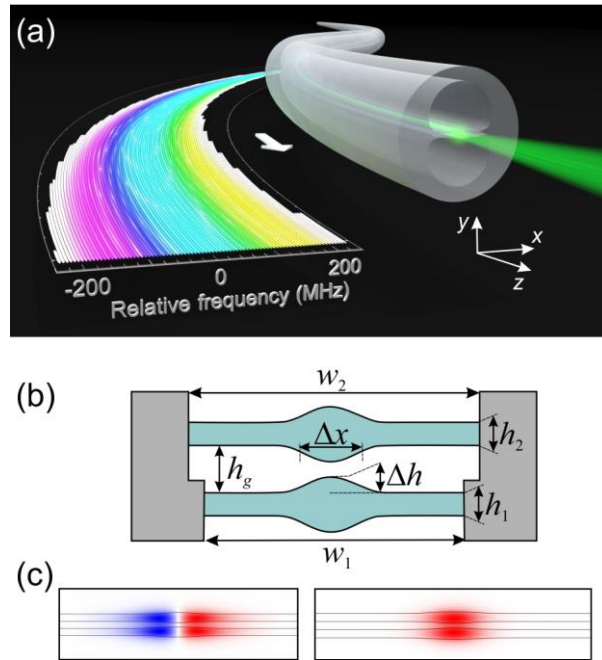 (a)
y
x
z
-200
0
200
Relative frequency (MHz)
(b)
w2
Δx
h2
hg
Δh
h1
w1
(c)